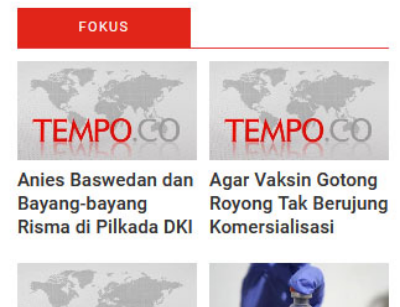 FOKUS
TEMPO.CO
TEMPO.CO
Anies Baswedan dan
Bayang-bayang
Risma di Pilkada DKI
Agar Vaksin Gotong
Royong Tak Berujung
Komersialisasi